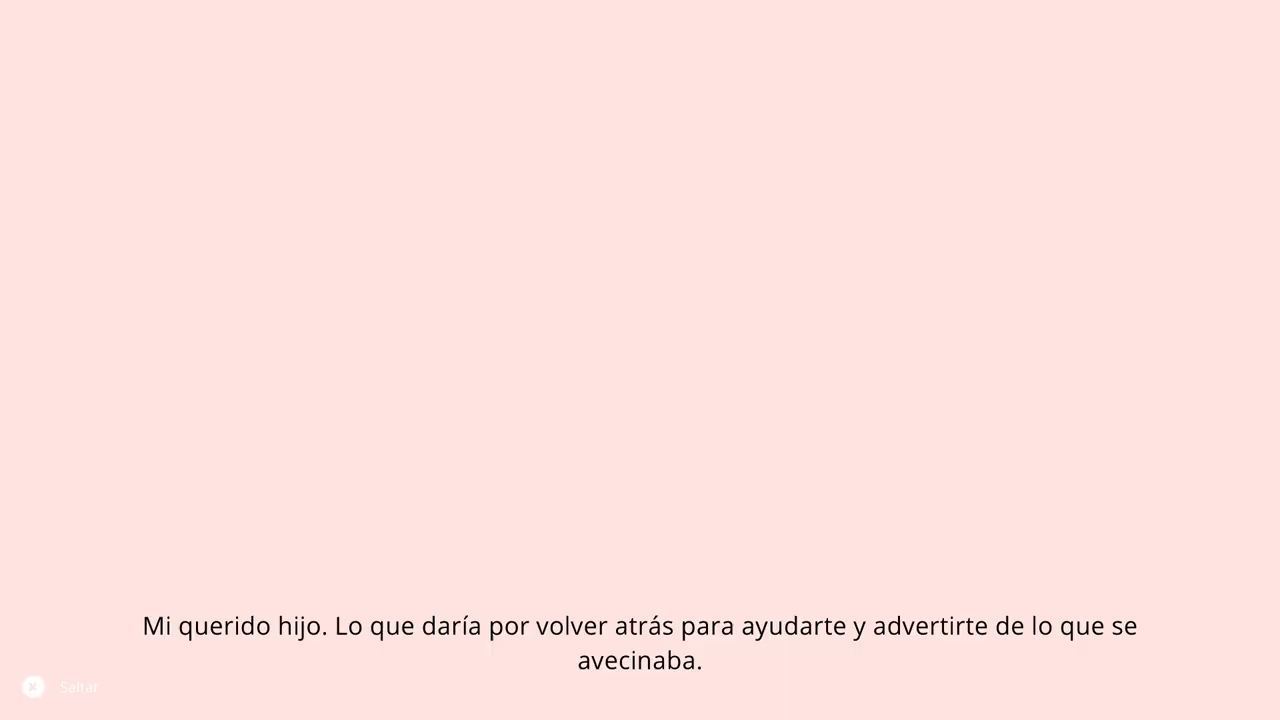 Mi querido hijo. Lo que daría por volver atrás para ayudarte y advertirte de lo que se
avecinaba.
Saltar